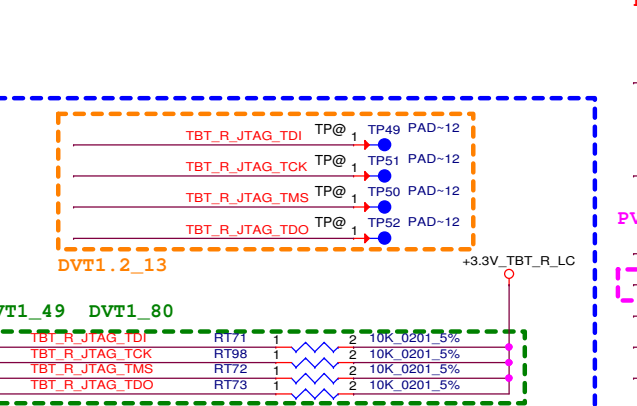 TBT_R_JTAG_TDI TP@ 1 TP49 PAD~12
TBT_R_JTAG_TCK TP@ 1 TP51 PAD~12
TBT_R_JTAG_TMS TP@ 1 TP50 PAD~12
TBT_R_JTAG_TDO TP@ 1 TP52 PAD~12
PV
DVT1.2_13
+3.3V_TBT_R_LC
VT1_49 DVT1_80
TBT_R_JTAG_TDI RT71 1 2 10K_0201_5%
TBT_R_JTAG_TCK RT98 1 2 10K_0201_5%
TBT_R_JTAG_TMS RT72 1 2 10K_0201_5%
TBT_R_JTAG_TDO RT73 1 2 10K_0201_5%